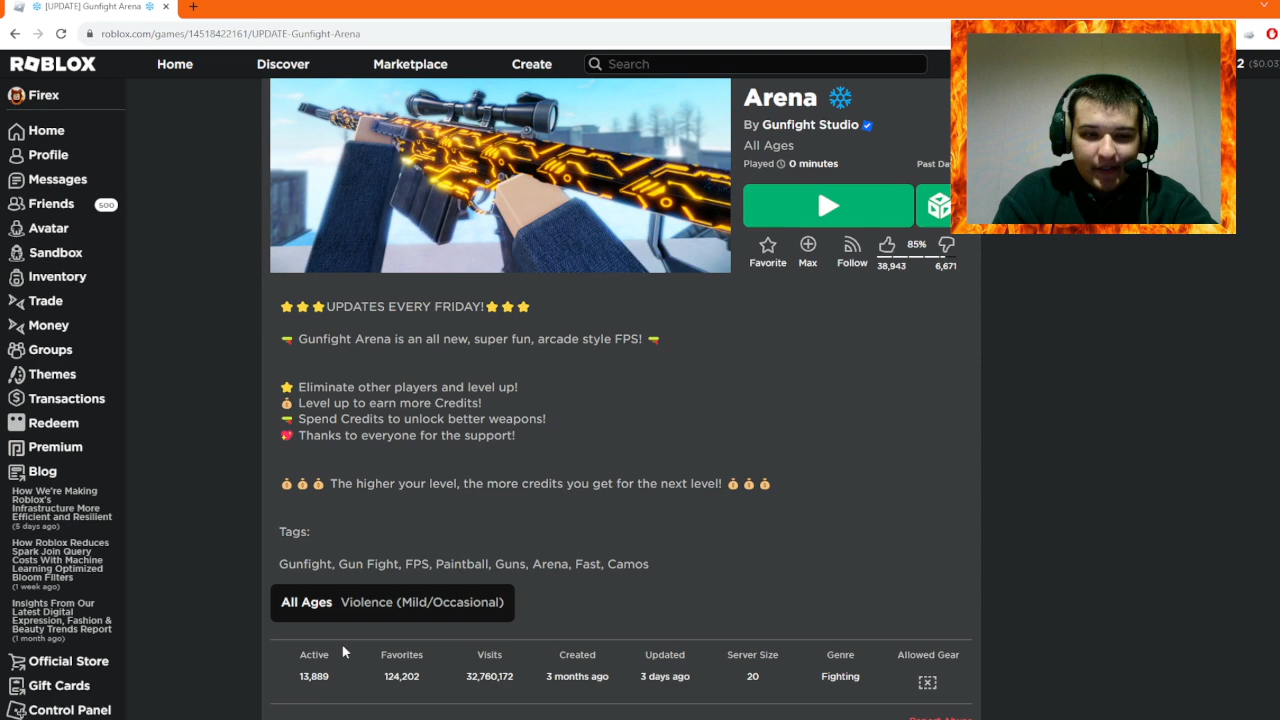 [UPDATE] Gunfight Arena
roblox.com/games/14518422161/UPDATE-Gunfight-Arena
ROBLOX
Home
Discover
Marketplace
Create
Search
2 ($0.03
Firex
Home
Profile
Messages
Friends 500
Avatar
Sandbox
Inventory
Trade
Money
Groups
Themes
Transactions
Redeem
Premium
Blog
How We're Making
Roblox's
Infrastructure More
Efficient and Resilient
(5 days ago)
How Roblox Reduces
Spark Join Query
Costs With Machine
Learning Optimized
Bloom Filters
(1 week ago)
Insights From Our
Latest Digital
Expression, Fashion &
Beauty Trends Report
(1 month ago)
Official Store
Gift Cards
Control Panel
Arena
By Gunfight Studio
All Ages
Played 0 minutes
Past Da
Favorite
Max
Follow
85%
38,943
6,671
UPDATES EVERY FRIDAY!
Gunfight Arena is an all new, super fun, arcade style FPS!
Eliminate other players and level up!
Level up to earn more Credits!
Spend Credits to unlock better weapons!
Thanks to everyone for the support!
The higher your level, the more credits you get for the next level!
Tags:
Gunfight, Gun Fight, FPS, Paintball, Guns, Arena, Fast, Camos
All Ages Violence (Mild/Occasional)
Active Favorites Visits Created Updated Server Size Genre Allowed Gear
13,889 124,202 32,760,172 3 months ago 3 days ago 20 Fighting
Report Abuse